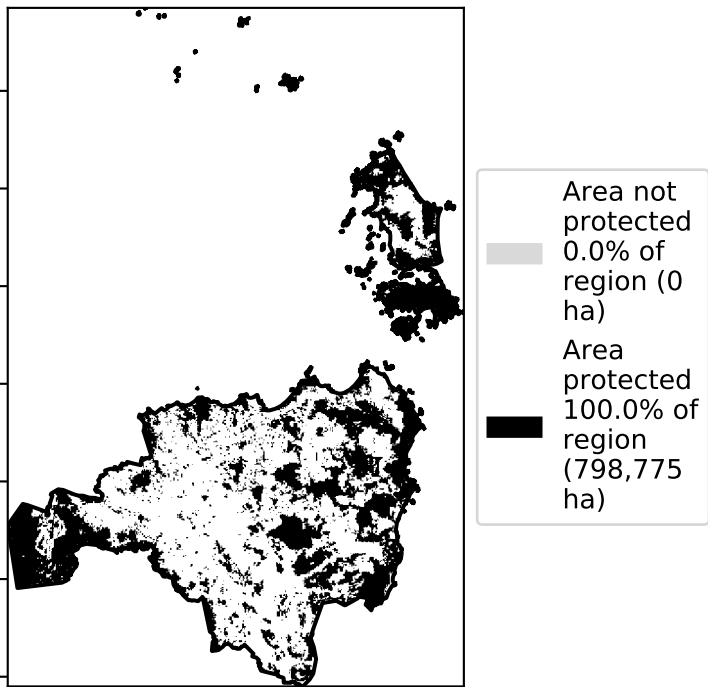 Area not
protected
0.0% of
region (0
ha)
Area
protected
100.0% of
region
(798,775
ha)